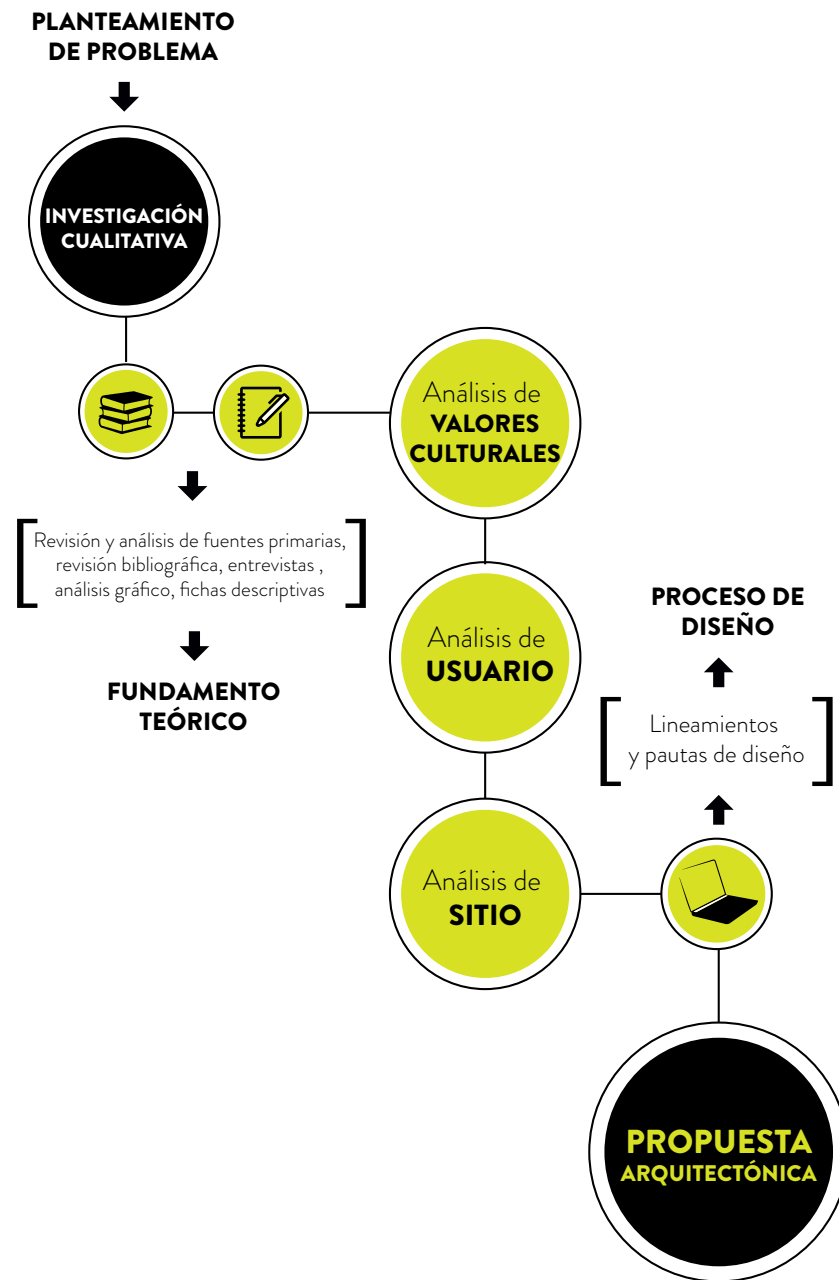 PLANTEAMIENTO
DE PROBLEMA
INVESTIGACIÓN
CUALITATIVA
Análisis de
VALORES
CULTURALES
Revisión y análisis de fuentes primarias,
revisión bibliográfica, entrevistas ,
análisis gráfico, fichas descriptivas
FUNDAMENTO
TEÓRICO
Análisis de
USUARIO
PROCESO DE
DISEÑO
Lineamientos
y pautas de diseño
Análisis de
SITIO
PROPUESTA
ARQUITECTÓNICA